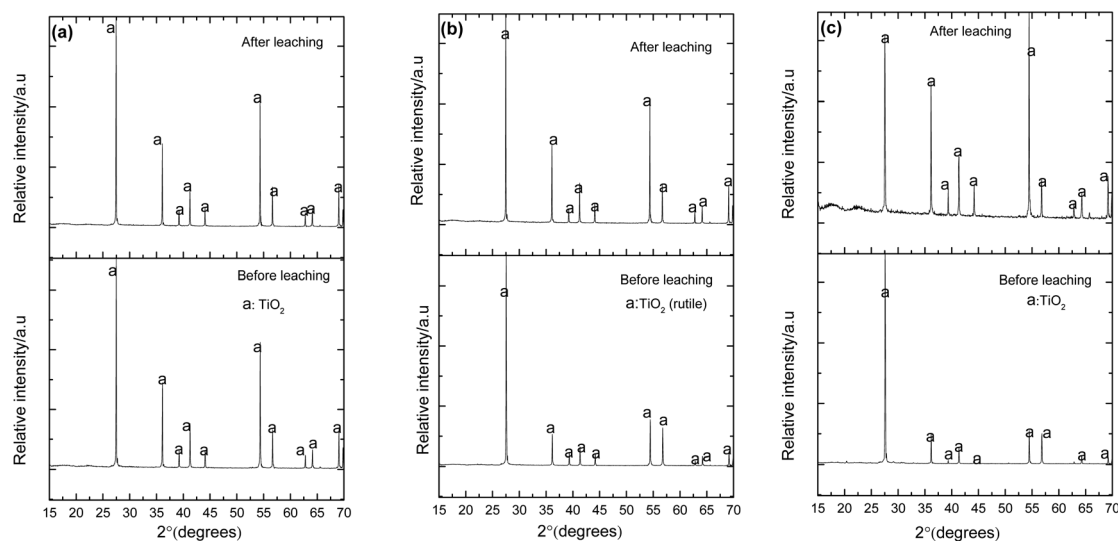 (a)
After leaching
a
a
a
a
a
a
a
a
a
a
a
Relative intensity/a.u
Before leaching
a: TiO2
a
a
a
a
a
a
a
a
a
a
a
Relative intensity/a.u
15 20 25 30 35 40 45 50 55 60 65 70
2°(degrees)
(b)
After leaching
a
a
a
a
a
a
a
a
a
a
Relative intensity/a.u
Before leaching
a:TiO2 (rutile)
a
a
a
a
a
a
a
a
a
a
Relative intensity/a.u
15 20 25 30 35 40 45 50 55 60 65 70
2°(degrees)
(c)
After leaching
a
a
a
a
a
a
a
a
a
a
Relative intensity/a.u
Before leaching
a:TiO2
a
a
a
a
a
a
a
a
a
Relative intensity/a.u
15 20 25 30 35 40 45 50 55 60 65 70
2°(degrees)